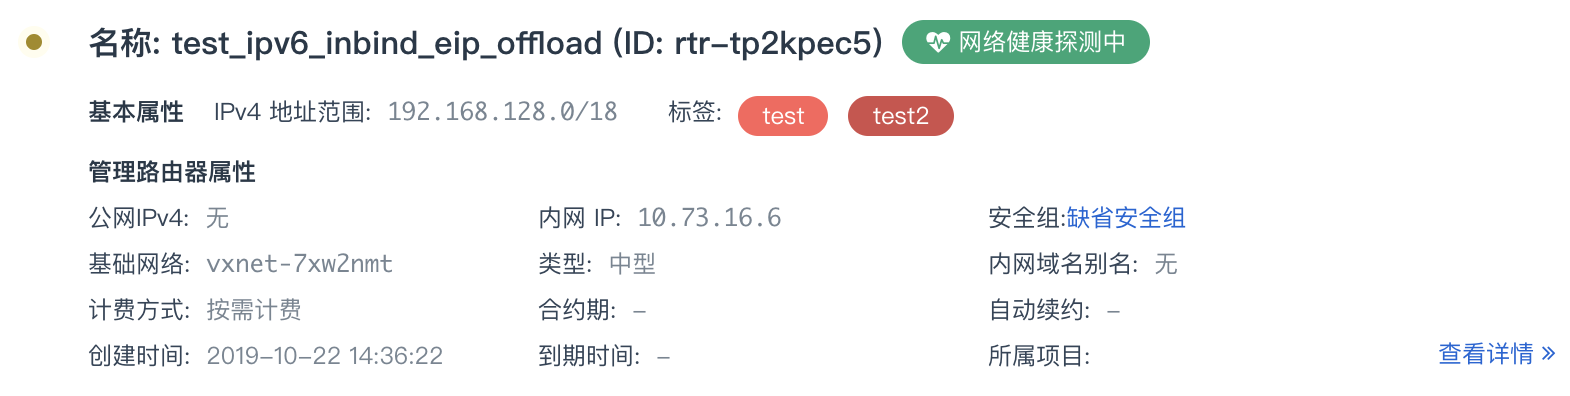 名称: test_ipv6_inbind_eip_offload (ID: rtr-tp2kpec5) 网络健康探测中
基本属性 IPv4 地址范围: 192.168.128.0/18 标签: test test2
管理路由器属性
公网IPv4: 无 内网 IP: 10.73.16.6 安全组:缺省安全组
基础网络: vxnet-7xw2nmt 类型: 中型 内网域名别名: 无
计费方式: 按需计费 合约期: – 自动续约: –
创建时间: 2019-10-22 14:36:22 到期时间: – 所属项目: 查看详情 »